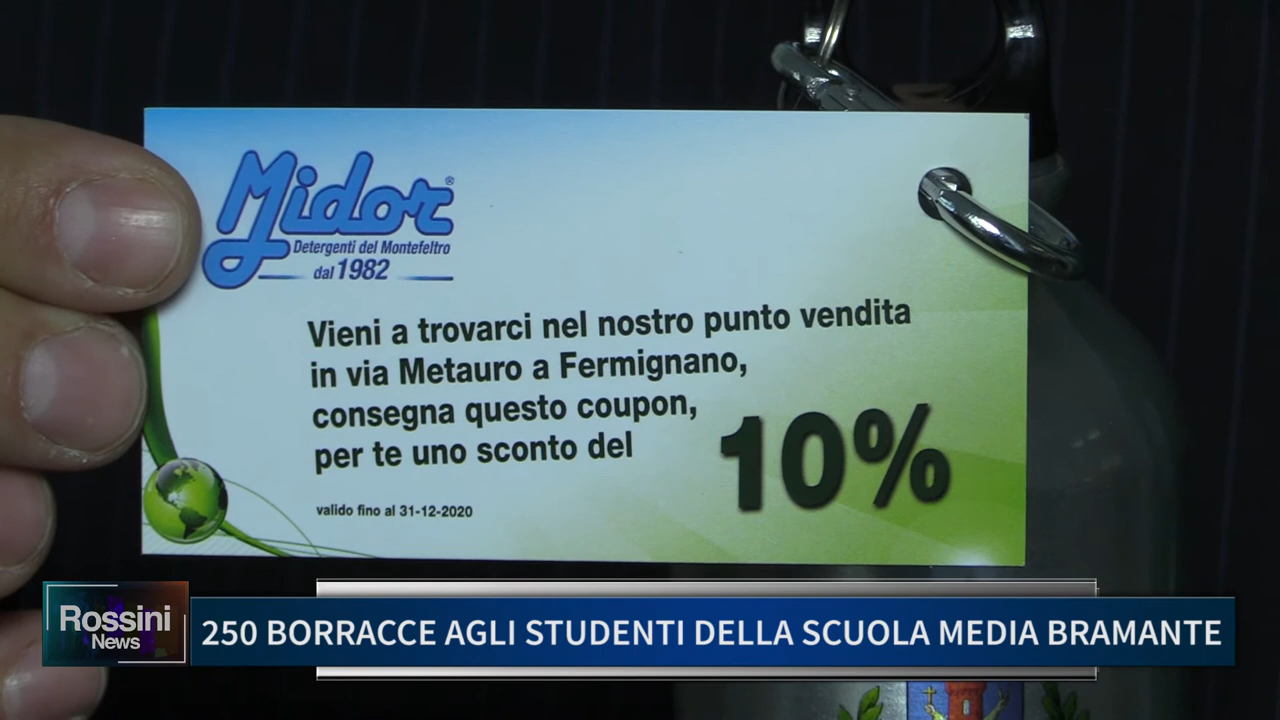 Midor®
Detergenti del Montefeltro
dal 1982
Vieni a trovarci nel nostro punto vendita
in via Metauro a Fermignano,
consegna questo coupon,
per te uno sconto del
10%
valido fino al 31-12-2020
Rossini
News
250 BORRACCE AGLI STUDENTI DELLA SCUOLA MEDIA BRAMANTE